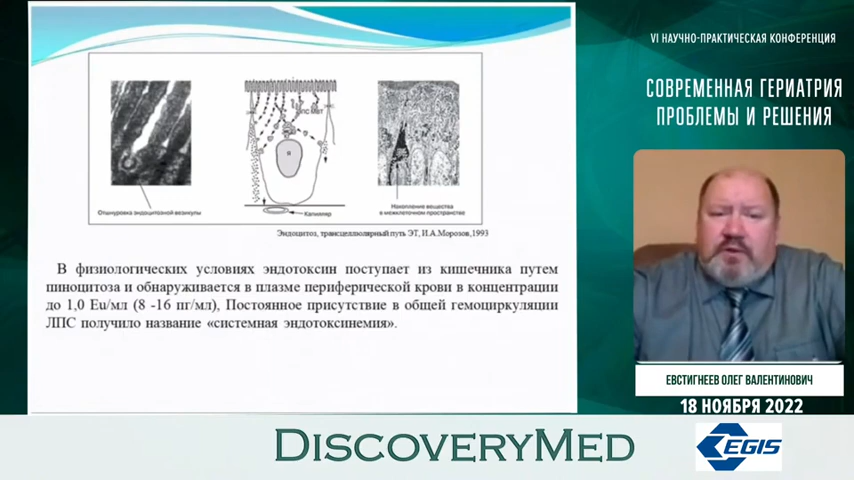 VI НАУЧНО-ПРАКТИЧЕСКАЯ КОНФЕРЕНЦИЯ
СОВРЕМЕННАЯ ГЕРИАТРИЯ
ПРОБЛЕМЫ И РЕШЕНИЯ
Отшнуровка эндоцитозной везикулы
Я
Капилляр
Накопление вещества
в межклеточном пространстве
Эндоцитоз, трансцеллюлярный путь ЭТ, И.А.Морозов,1993
В физиологических условиях эндотоксин поступает из кишечника путем
пиноцитоза и обнаруживается в плазме периферической крови в концентрации
до 1,0 Eu/мл (8 -16 пг/мл), Постоянное присутствие в общей гемоциркуляции
ЛПС получило название «системная эндотоксинемия».
ЕВСТИГНЕЕВ ОЛЕГ ВАЛЕНТИНОВИЧ
18 НОЯБРЯ 2022
DISCOVERYMED
EGIS